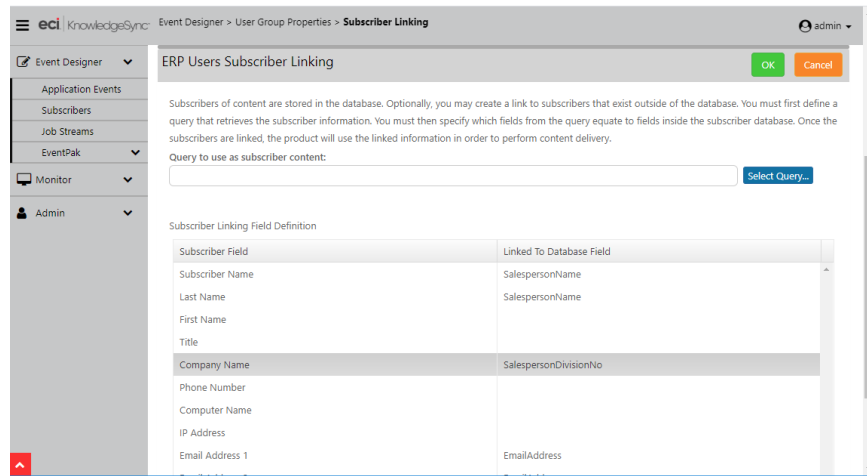 eci KnowledgeSync Event Designer > User Group Properties > Subscriber Linking admin
Event Designer
Application Events
Subscribers
Job Streams
EventPak
Monitor
Admin
ERP Users Subscriber Linking
OK Cancel
Subscribers of content are stored in the database. Optionally, you may create a link to subscribers that exist outside of the database. You must first define a
query that retrieves the subscriber information. You must then specify which fields from the query equate to fields inside the subscriber database. Once the
subscribers are linked, the product will use the linked information in order to perform content delivery.
Query to use as subscriber content:
Select Query...
Subscriber Linking Field Definition
Subscriber Field Linked To Database Field
Subscriber Name SalespersonName
Last Name SalespersonName
First Name
Title
Company Name SalespersonDivisionNo
Phone Number
Computer Name
IP Address
Email Address 1 EmailAddress